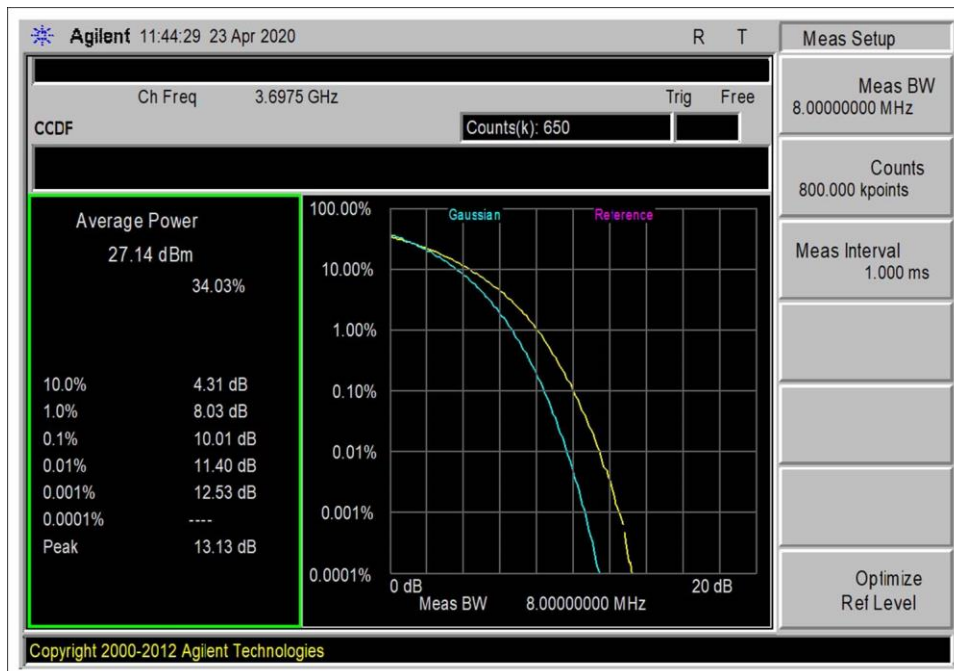 Agilent 11:44:29 23 Apr 2020 R T
Ch Freq 3.6975 GHz Trig Free
CCDF Counts(k): 650
Average Power
27.14 dBm
34.03%
10.0% 4.31 dB
1.0% 8.03 dB
0.1% 10.01 dB
0.01% 11.40 dB
0.001% 12.53 dB
0.0001% ----
Peak 13.13 dB
Gaussian Reference
100.00%
10.00%
1.00%
0.10%
0.01%
0.001%
0.0001%
0 dB 20 dB
Meas BW 8.00000000 MHz
Meas Setup
Meas BW
8.00000000 MHz
Counts
800.000 kpoints
Meas Interval
1.000 ms
Optimize
Ref Level
Copyright 2000-2012 Agilent Technologies